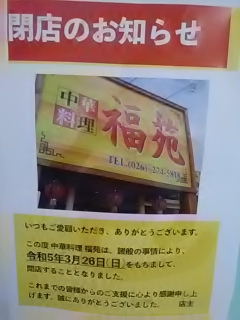 閉店のお知らせ
中華料理 福苑
TEL(026) 274-5818
いつもご愛顧いただき、ありがとうございます。
この度 中華料理 福苑は、諸般の事情により、
令和5年3月26日(日)をもちまして、
閉店することとなりました。
これまでの皆様からのご支援に心より感謝申し上
げます。誠にありがとうございました。 店主